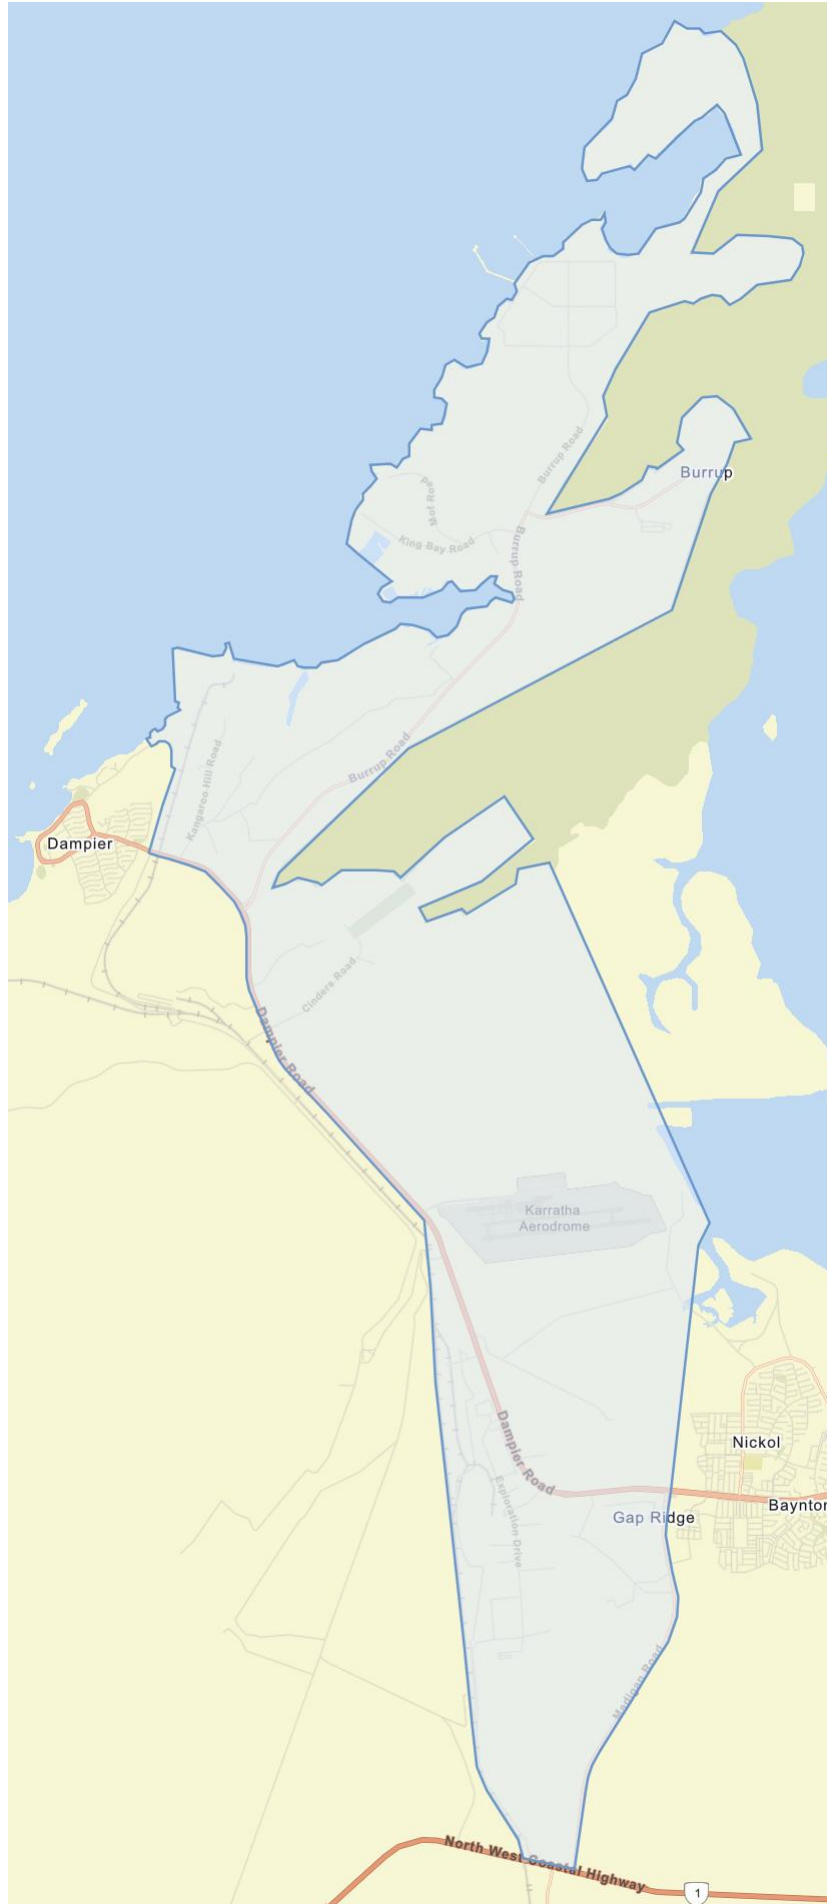 Burrup Road
Burrup
Mof Road
King Bay Road
Burrup Road
Burrup Road
Kangaroo Hill Road
Dampier
Cinders Road
Dampier Road
Karratha
Aerodrome
Dampier Road
Nickol
Exploration Drive
Baynton
Gap Ridge
Madigan Road
North West Coastal Highway
1